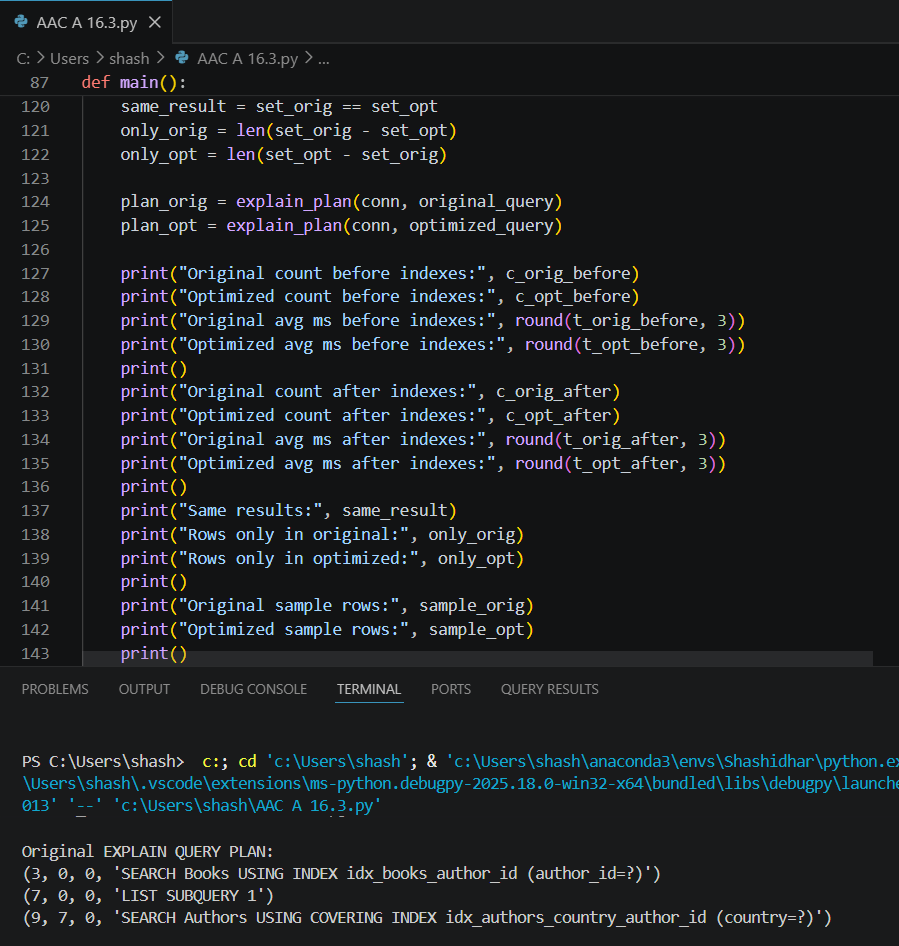 AAC A 16.3.py
C: > Users > shash > AAC A 16.3.py > ...
87 def main():
120 same_result = set_orig == set_opt
121 only_orig = len(set_orig - set_opt)
122 only_opt = len(set_opt - set_orig)
123
124 plan_orig = explain_plan(conn, original_query)
125 plan_opt = explain_plan(conn, optimized_query)
126
127 print("Original count before indexes:", c_orig_before)
128 print("Optimized count before indexes:", c_opt_before)
129 print("Original avg ms before indexes:", round(t_orig_before, 3))
130 print("Optimized avg ms before indexes:", round(t_opt_before, 3))
131 print()
132 print("Original count after indexes:", c_orig_after)
133 print("Optimized count after indexes:", c_opt_after)
134 print("Original avg ms after indexes:", round(t_orig_after, 3))
135 print("Optimized avg ms after indexes:", round(t_opt_after, 3))
136 print()
137 print("Same results:", same_result)
138 print("Rows only in original:", only_orig)
139 print("Rows only in optimized:", only_opt)
140 print()
141 print("Original sample rows:", sample_orig)
142 print("Optimized sample rows:", sample_opt)
143 print()
PROBLEMS OUTPUT DEBUG CONSOLE TERMINAL PORTS QUERY RESULTS
PS C:\Users\shash> c:; cd 'c:\Users\shash'; & 'c:\Users\shash\anaconda3\envs\Shashidhar\python.ex
\Users\shash\.vscode\extensions\ms-python.debugpy-2025.18.0-win32-x64\bundled\libs\debugpy\launche
013' '--' 'c:\Users\shash\AAC A 16.3.py'
Original EXPLAIN QUERY PLAN:
(3, 0, 0, 'SEARCH Books USING INDEX idx_books_author_id (author_id=?)')
(7, 0, 0, 'LIST SUBQUERY 1')
(9, 7, 0, 'SEARCH Authors USING COVERING INDEX idx_authors_country_author_id (country=?)')